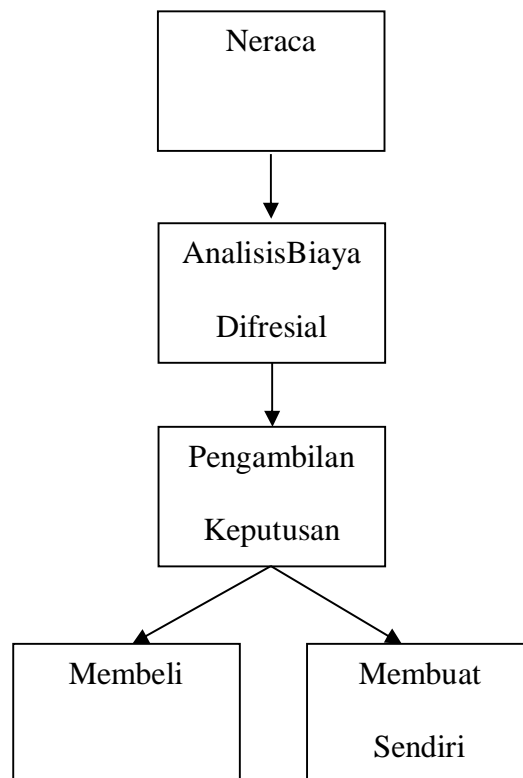 Neraca
AnalisisBiaya
Difresial
Pengambilan
Keputusan
Membeli
Membuat
Sendiri